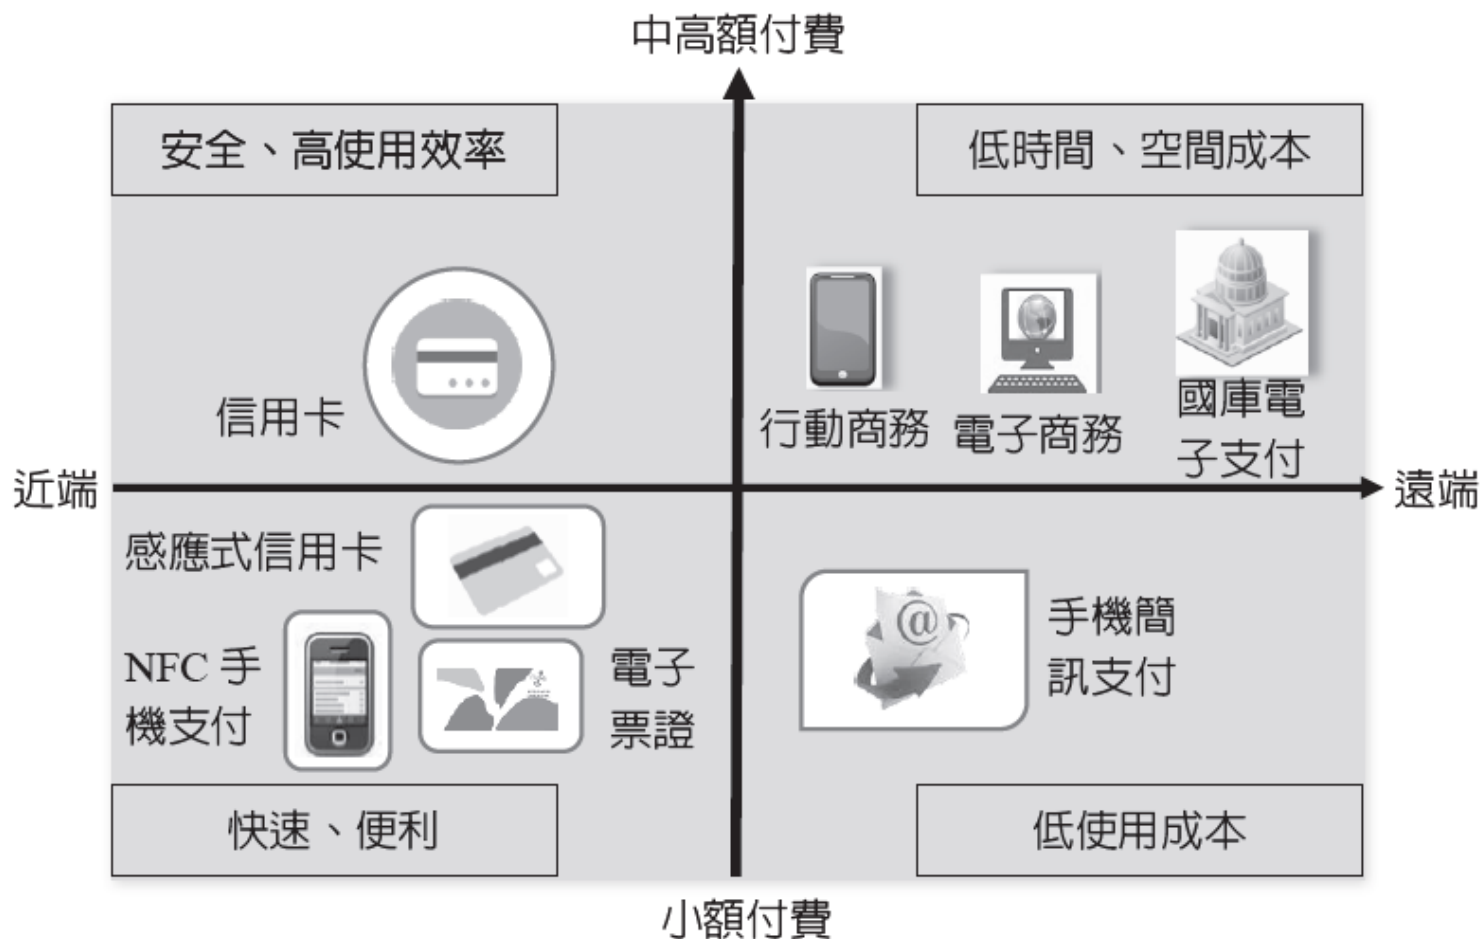 中高額付費
安全、高使用效率
低時間、空間成本
信用卡
行動商務
電子商務
國庫電
子支付
近端
遠端
感應式信用卡
NFC 手
機支付
電子
票證
手機簡
訊支付
快速、便利
低使用成本
小額付費